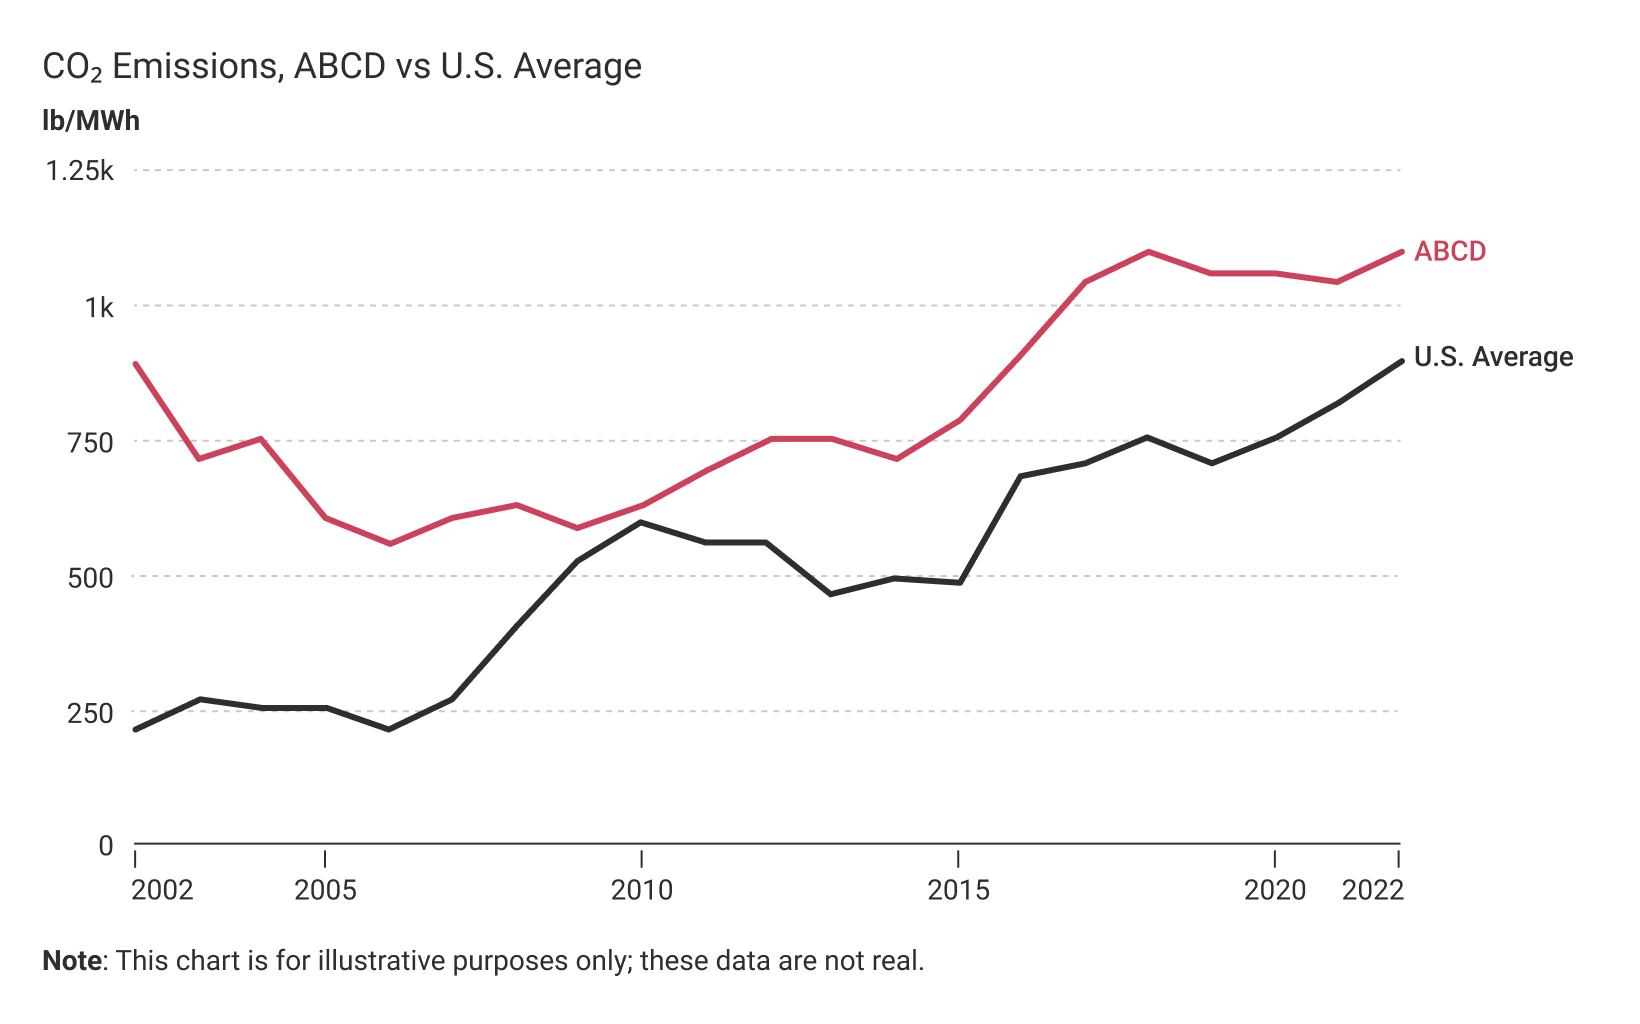 CO₂ Emissions, ABCD vs U.S. Average
lb/MWh
1.25k
ABCD
1k
U.S. Average
750
500
250
0
2002 2005 2010 2015 2020 2022
Note: This chart is for illustrative purposes only; these data are not real.